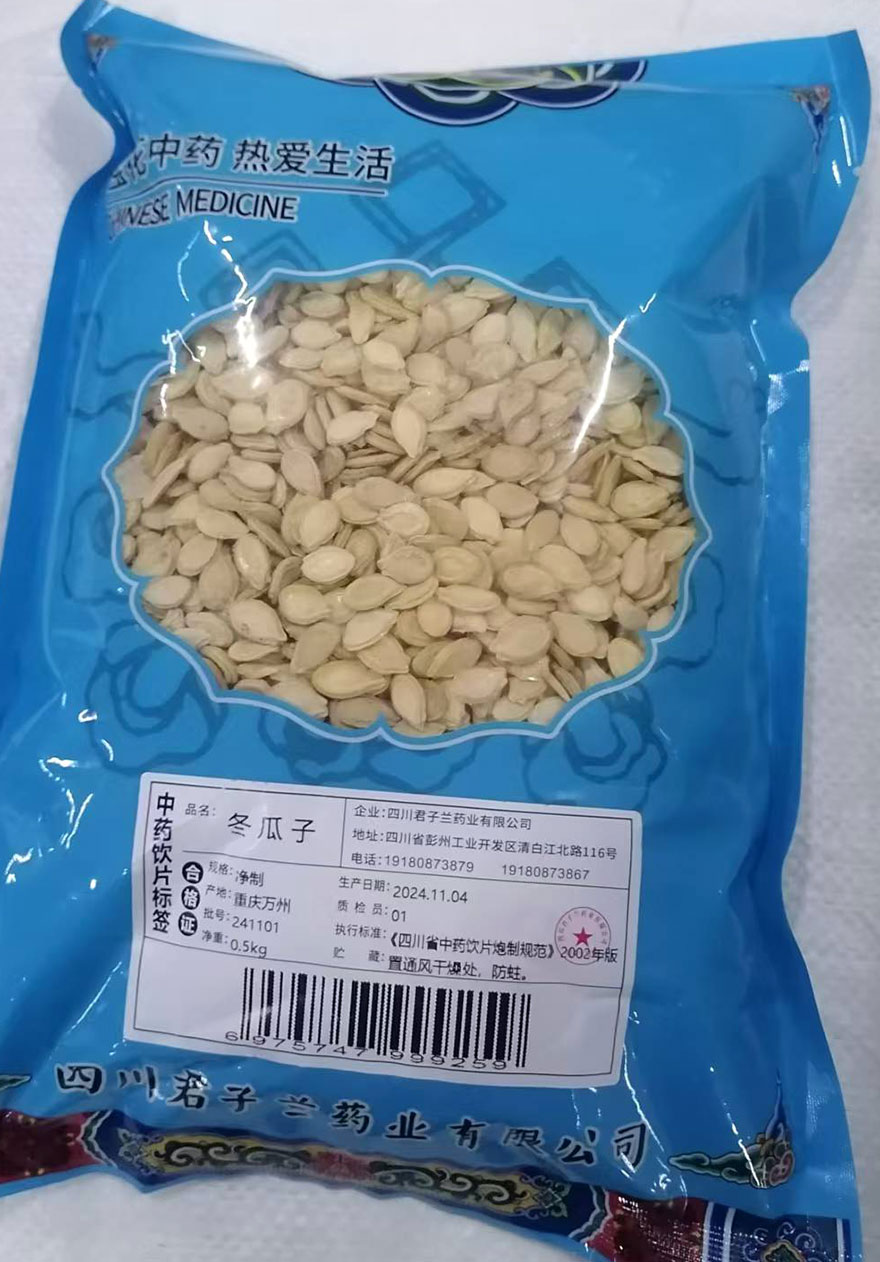 中药 热爱生活
CHINESE MEDICINE
中药饮片标签
合格证
品名: 冬瓜子
企业:四川君子兰药业有限公司
地址:四川省彭州工业开发区清白江北路116号
电话:19180873879 19180873867
规格:净制
产地:重庆万州
批号:241101
净重:0.5kg
生产日期:2024.11.04
质 检 员:01
执行标准:《四川省中药饮片炮制规范》2002年版
贮 藏:置通风干燥处，防蛀。
6975747999259
四川君子兰药业有限公司